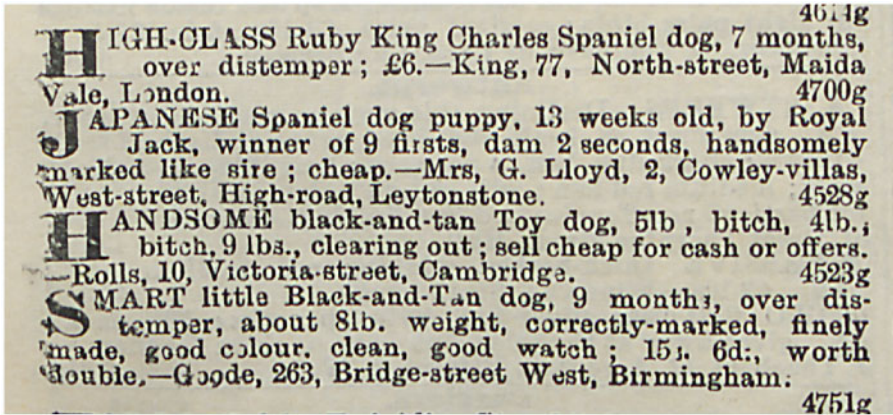 4614g
HIGH-CLASS Ruby King Charles Spaniel dog, 7 months,
over distemper; £6.—King, 77, North-street, Maida
Vale, London. 4700g
JAPANESE Spaniel dog puppy, 13 weeks old, by Royal
Jack, winner of 9 firsts, dam 2 seconds, handsomely
marked like sire; cheap.—Mrs, G. Lloyd, 2, Cowley-villas,
West-street, High-road, Leytonstone. 4528g
HANDSOME black-and-tan Toy dog, 5lb, bitch, 4lb.,
bitch, 9 lbs., clearing out; sell cheap for cash or offers.
—Rolls, 10, Victoria-street, Cambridge. 4523g
SMART little Black-and-Tan dog, 9 months, over dis-
temper, about 8lb. weight, correctly-marked, finely
made, good colour. clean, good watch; 15s. 6d., worth
double.—Goode, 263, Bridge-street West, Birmingham.
4751g